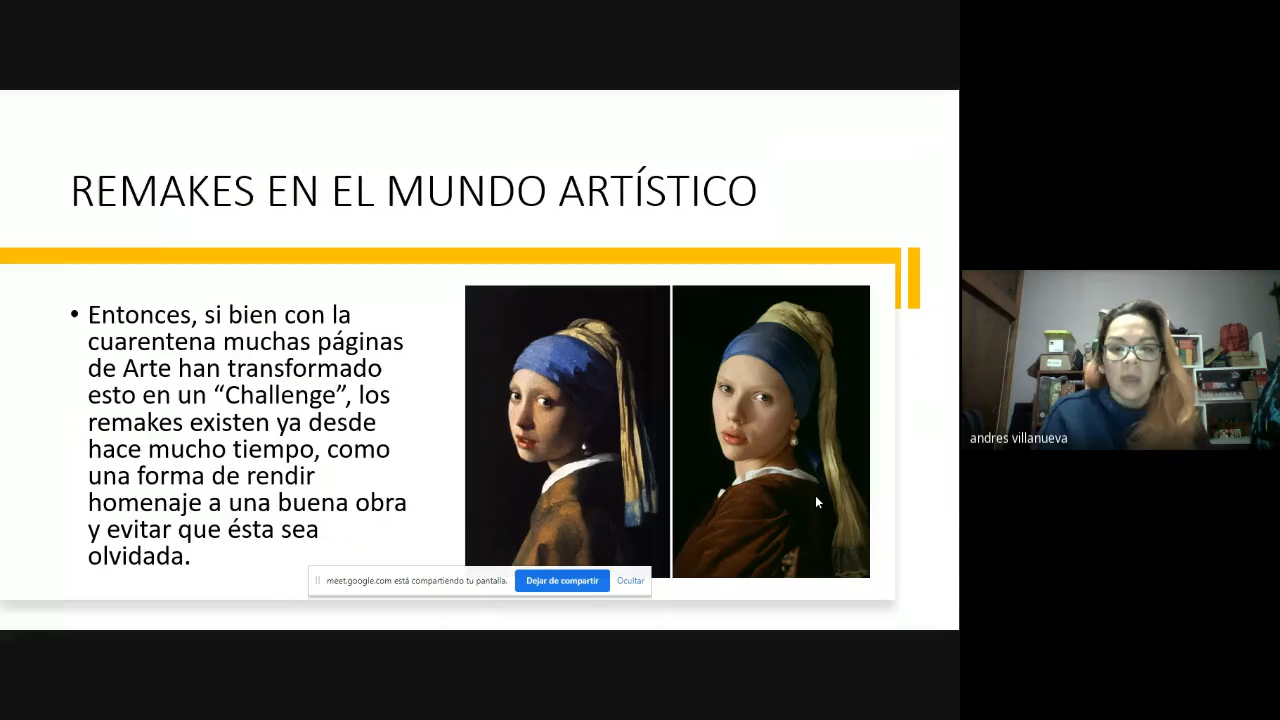 REMAKES EN EL MUNDO ARTÍSTICO
• Entonces, si bien con la
cuarentena muchas páginas
de Arte han transformado
esto en un “Challenge”, los
remakes existen ya desde
hace mucho tiempo, como
una forma de rendir
homenaje a una buena obra
y evitar que ésta sea
olvidada.
meet.google.com está compartiendo tu pantalla. Dejar de compartir Ocultar
andres villanueva